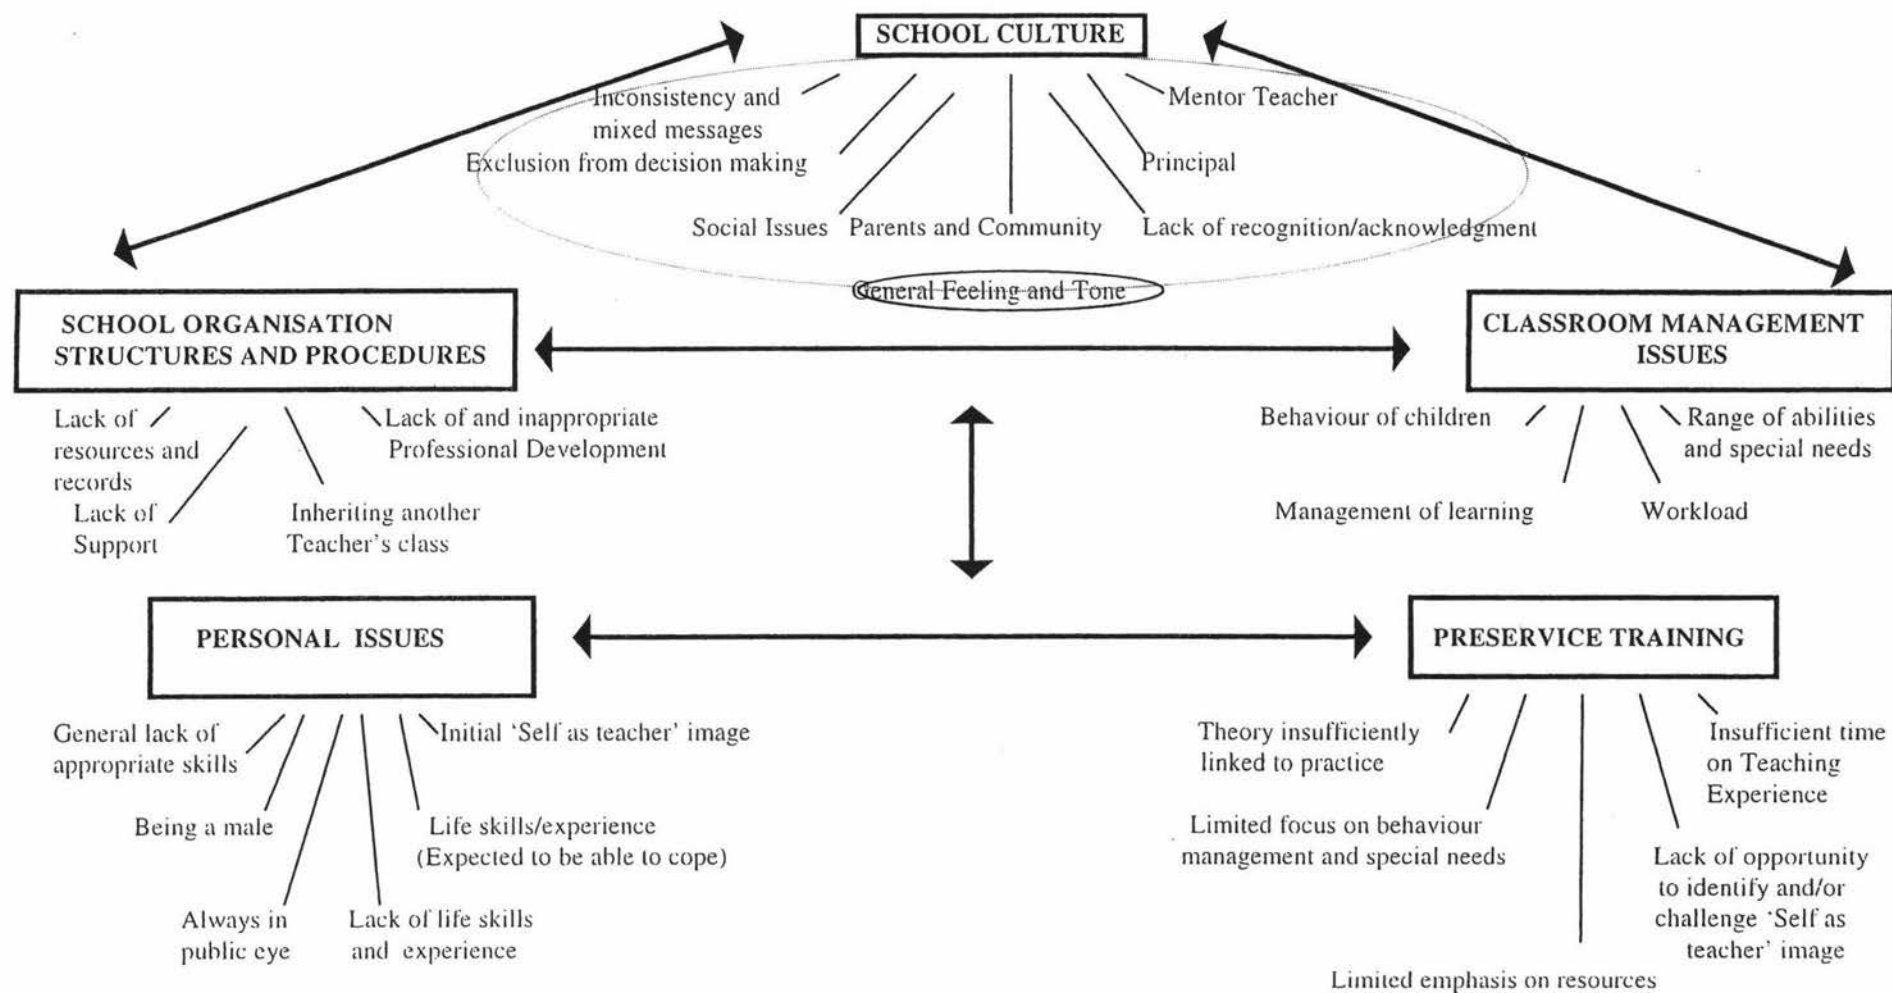 SCHOOL CULTURE
Inconsistency and
mixed messages
Exclusion from decision making
Social Issues
Parents and Community
Lack of recognition/acknowledgment
Principal
Mentor Teacher
General Feeling and Tone
SCHOOL ORGANISATION
STRUCTURES AND PROCEDURES
Lack of
resources and
records
Lack of
Support
Inheriting another
Teacher's class
Lack of and inappropriate
Professional Development
CLASSROOM MANAGEMENT
ISSUES
Behaviour of children
Management of learning
Workload
Range of abilities
and special needs
PERSONAL ISSUES
General lack of
appropriate skills
Being a male
Always in
public eye
Lack of life skills
and experience
Life skills/experience
(Expected to be able to cope)
Initial 'Self as teacher' image
PRESERVICE TRAINING
Theory insufficiently
linked to practice
Limited focus on behaviour
management and special needs
Limited emphasis on resources
Lack of opportunity
to identify and/or
challenge 'Self as
teacher' image
Insufficient time
on Teaching
Experience